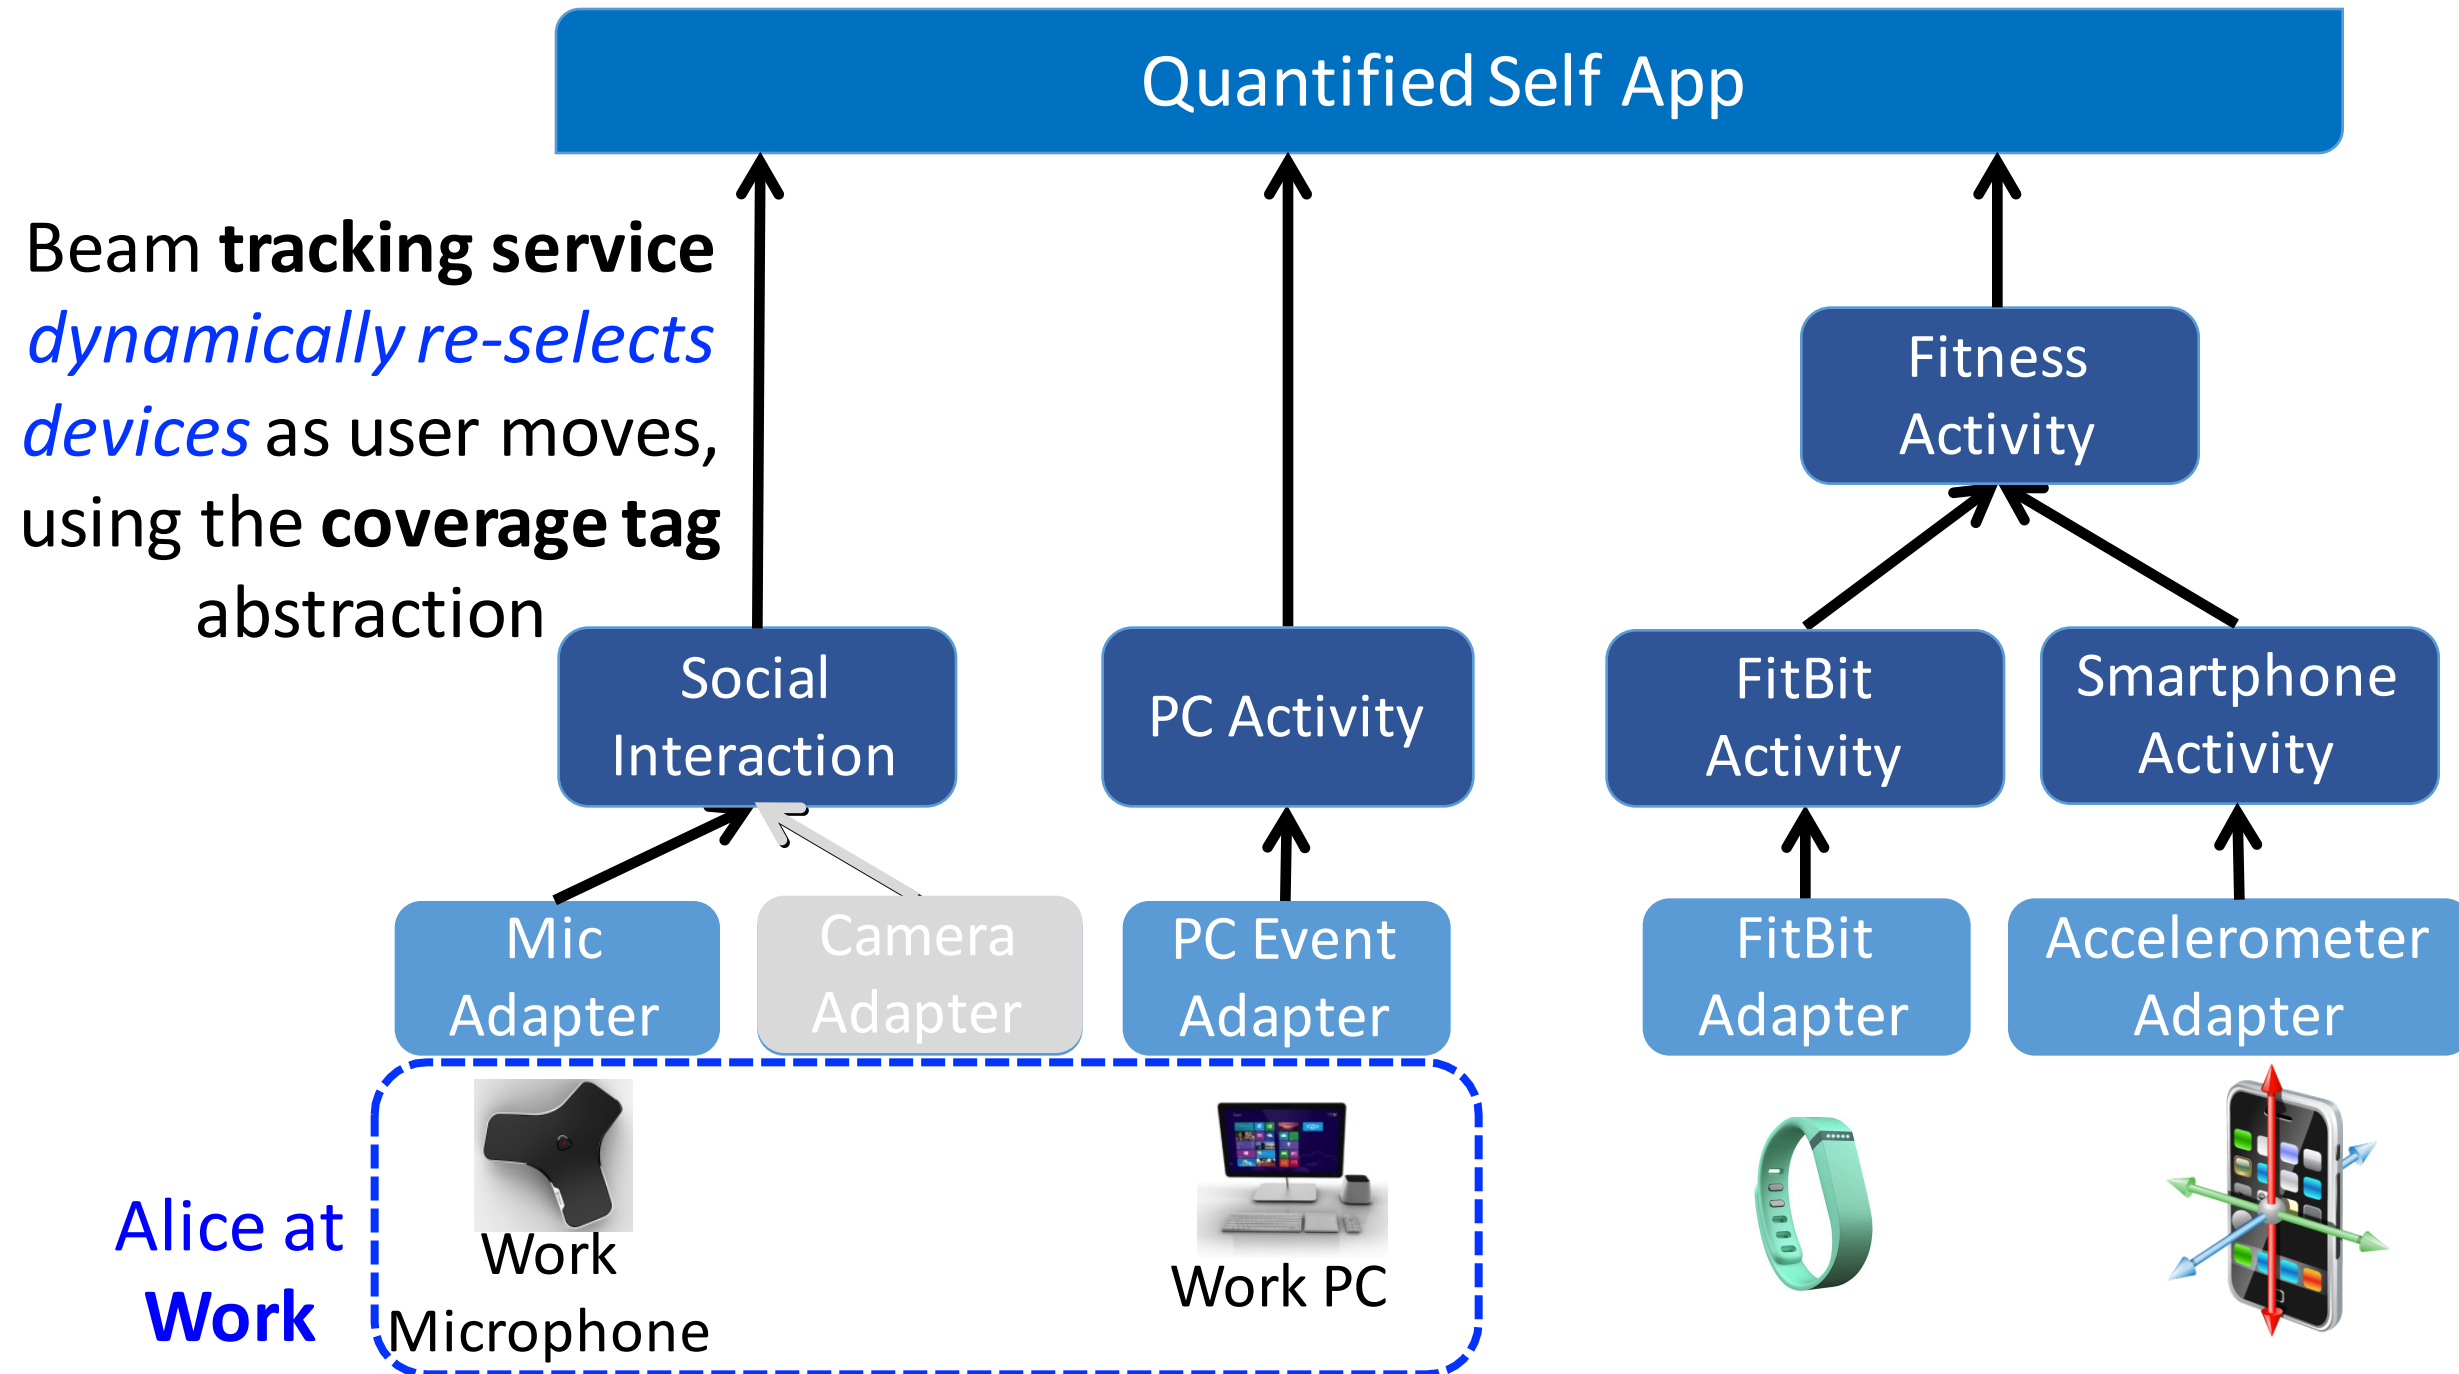 Quantified Self App
Beam tracking service
dynamically re-selects
devices as user moves,
using the coverage tag
abstraction
Fitness
Activity
Social
Interaction
PC Activity
FitBit
Activity
Smartphone
Activity
Mic
Adapter
Camera
Adapter
PC Event
Adapter
FitBit
Adapter
Accelerometer
Adapter
Alice at
Work
Work
Microphone
Work PC